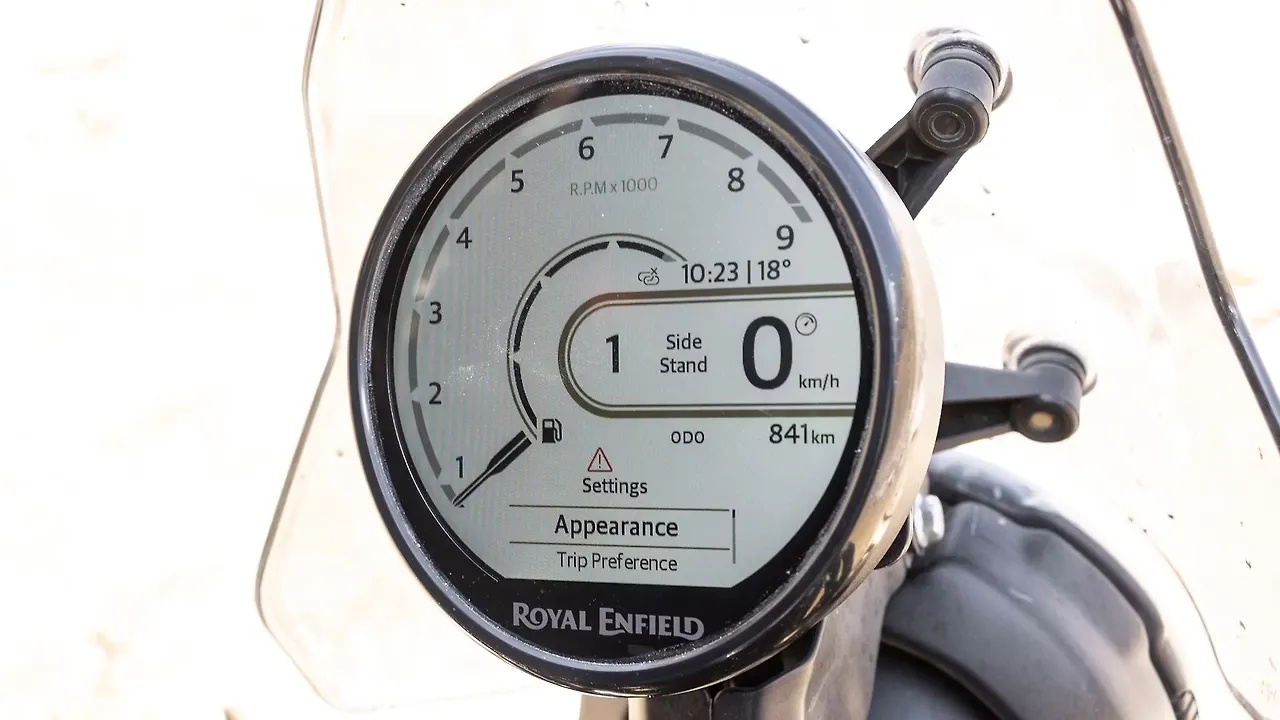 6 7
5 R.P.M x 1000 8
4 9
10:23 | 18°
3
1 Side Stand 0 km/h
2
ODO 841km
1
Settings
Appearance
Trip Preference
ROYAL ENFIELD